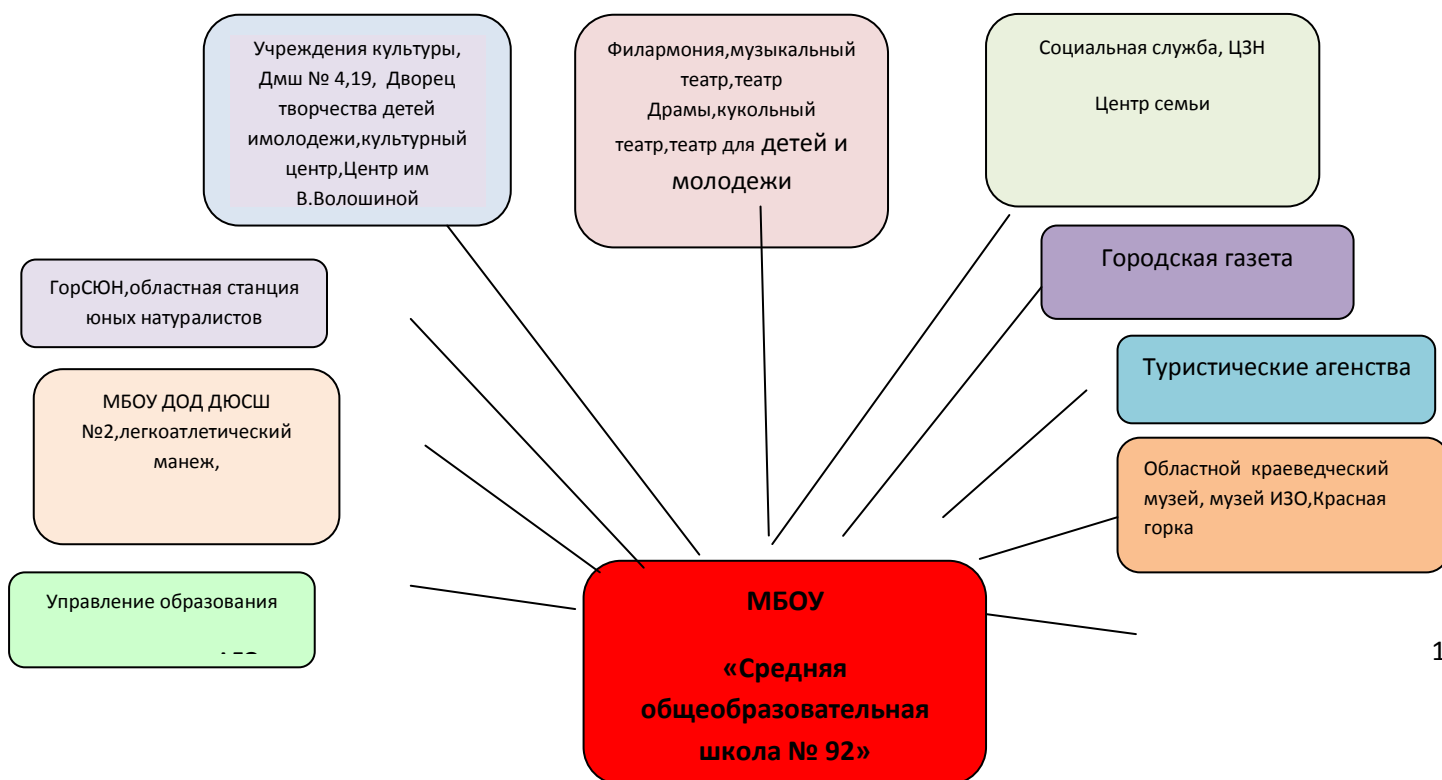 Учреждения культуры,
Дмш № 4,19, Дворец
творчества детей
имолодежи,культурный
центр,Центр им
В.Волошиной
Филармония,музыкальный
театр,театр
Драмы,кукольный
театр,театр для детей и
молодежи
Социальная служба, ЦЗН
Центр семьи
Городская газета
ГорСЮН,областная станция
юных натуралистов
Туристические агенства
МБОУ ДОД ДЮСШ
№2,легкоатлетический
манеж,
Областной краеведческий
музей, музей ИЗО,Красная
горка
Управление образования
МБОУ
«Средняя
общеобразовательная
школа № 92»
1